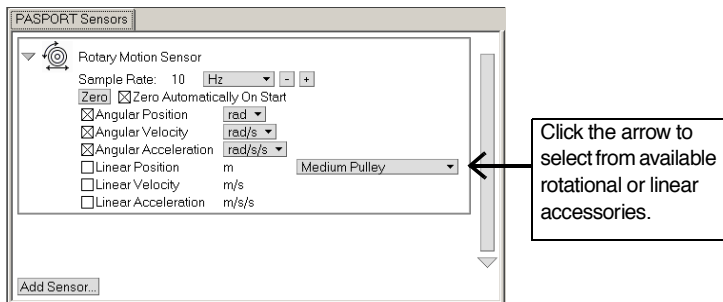 PASPORT Sensors
Rotary Motion Sensor
Sample Rate: 10 Hz - +
Zero Zero Automatically On Start
Angular Position rad
Angular Velocity rad/s
Angular Acceleration rad/s/s
Linear Position m Medium Pulley
Linear Velocity m/s
Linear Acceleration m/s/s
Add Sensor...
Click the arrow to
select from available
rotational or linear
accessories.